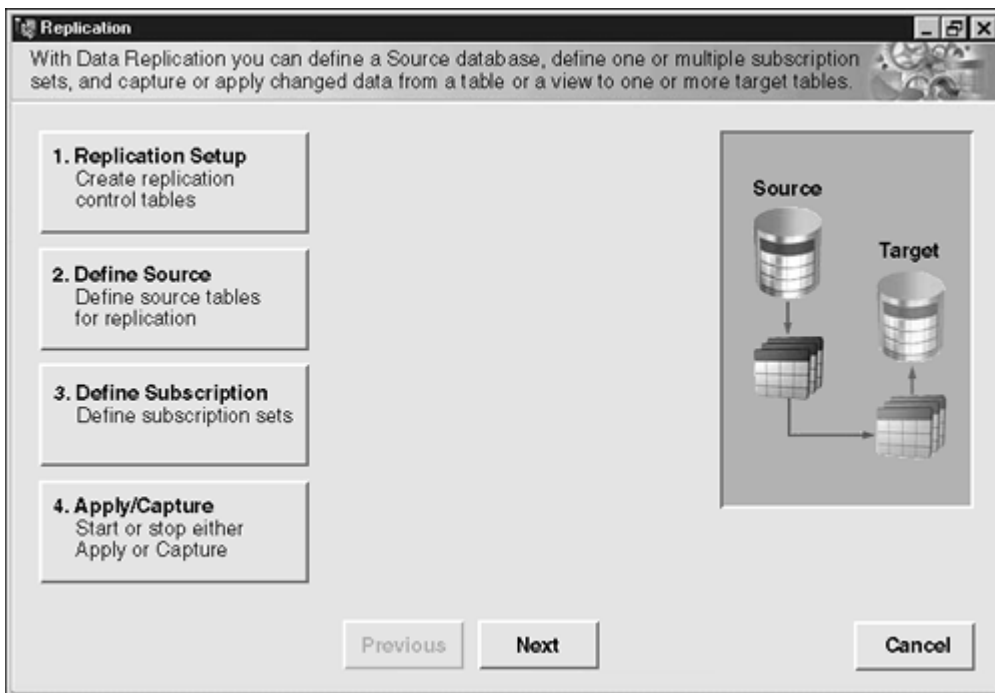 Replication
With Data Replication you can define a Source database, define one or multiple subscription
sets, and capture or apply changed data from a table or a view to one or more target tables.
1. Replication Setup
Create replication
control tables
2. Define Source
Define source tables
for replication
3. Define Subscription
Define subscription sets
4. Apply/Capture
Start or stop either
Apply or Capture
Source
Target
Previous
Next
Cancel